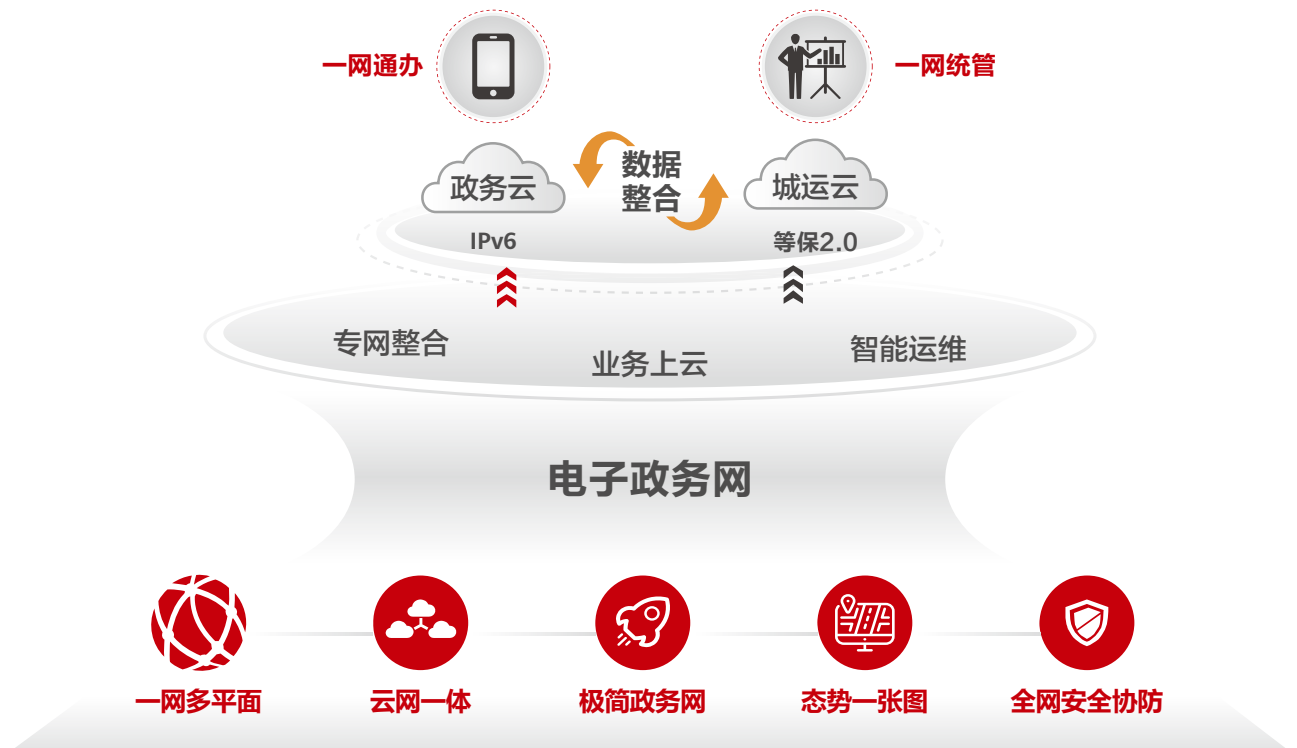 一网通办
一网统管
政务云
数据
整合
城运云
IPv6
等保2.0
专网整合
业务上云
智能运维
电子政务网
一网多平面
云网一体
极简政务网
态势一张图
全网安全协防